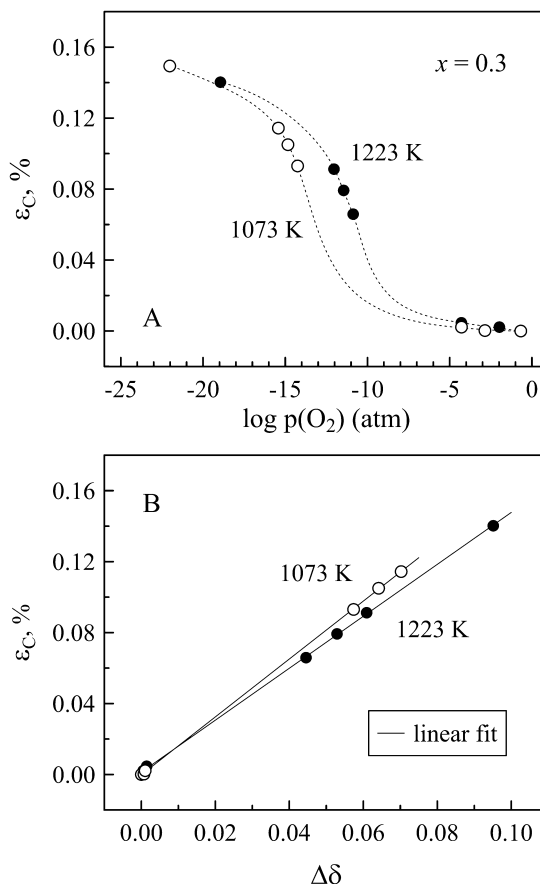 0.16
0.12
0.08
0.04
0.00
ε_C, %
x = 0.3
1223 K
1073 K
A
-25 -20 -15 -10 -5 0
log p(O₂) (atm)
0.16
0.12
0.08
0.04
0.00
ε_C, %
B
1073 K
1223 K
linear fit
0.00 0.02 0.04 0.06 0.08 0.10
Δδ